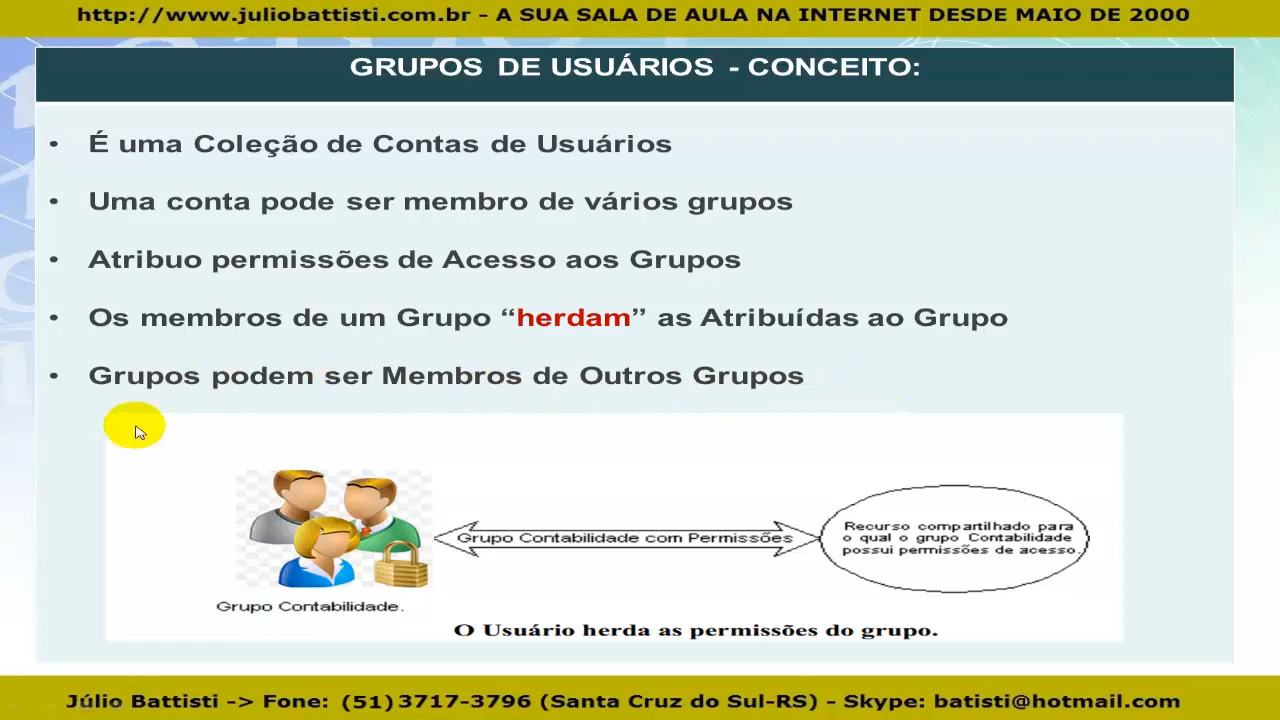 http://www.juliobattisti.com.br - A SUA SALA DE AULA NA INTERNET DESDE MAIO DE 2000
GRUPOS DE USUÁRIOS - CONCEITO:
• É uma Coleção de Contas de Usuários
• Uma conta pode ser membro de vários grupos
• Atribuo permissões de Acesso aos Grupos
• Os membros de um Grupo “herdam” as Atribuídas ao Grupo
• Grupos podem ser Membros de Outros Grupos
Grupo Contabilidade com Permissões
Recurso compartilhado para
o qual o grupo Contabilidade
possui permissões de acesso.
Grupo Contabilidade.
O Usuário herda as permissões do grupo.
Júlio Battisti -> Fone: (51) 3717-3796 (Santa Cruz do Sul-RS) - Skype: batisti@hotmail.com